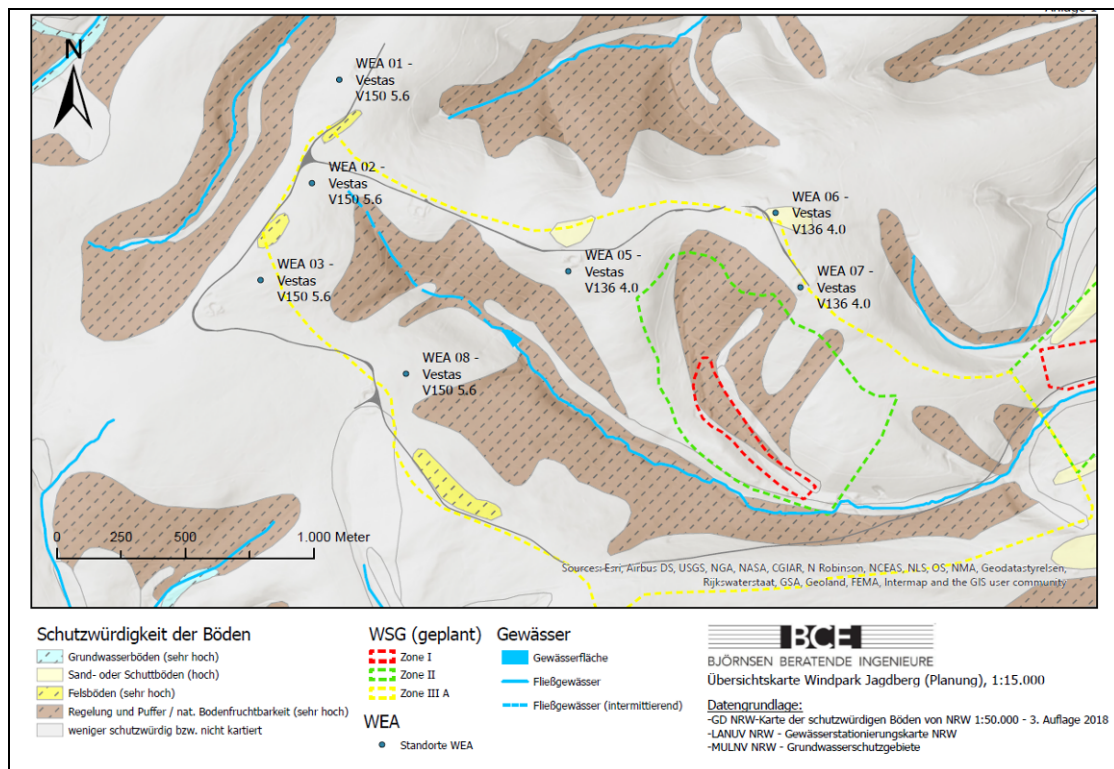 Anlage 1
N
WEA 01 -
Vestas
V150 5.6
WEA 02 -
Vestas
V150 5.6
WEA 03 -
Vestas
V150 5.6
WEA 05 -
Vestas
V136 4.0
WEA 06 -
Vestas
V136 4.0
WEA 07 -
Vestas
V136 4.0
WEA 08 -
Vestas
V150 5.6
0 250 500 1.000 Meter
Sources: Esri, Airbus DS, USGS, NGA, NASA, CGIAR, N Robinson, NCEAS, NLS, OS, NMA, Geodatastyrelsen,
Rijkswaterstaat, GSA, Geoland, FEMA, Intermap and the GIS user community
Schutzwürdigkeit der Böden
Grundwasserböden (sehr hoch)
Sand- oder Schuttböden (hoch)
Felsböden (sehr hoch)
Regelung und Puffer / nat. Bodenfruchtbarkeit (sehr hoch)
weniger schutzwürdig bzw. nicht kartiert
WSG (geplant)
Zone I
Zone II
Zone III A
WEA
Standorte WEA
Gewässer
Gewässerfläche
Fließgewässer
Fließgewässer (intermittierend)
BCE
BJÖRNSEN BERATENDE INGENIEURE
Übersichtskarte Windpark Jagdberg (Planung), 1:15.000
Datengrundlage:
-GD NRW-Karte der schutzwürdigen Böden von NRW 1:50.000 - 3. Auflage 2018
-LANUV NRW - Gewässerstationierungskarte NRW
-MULNV NRW - Grundwasserschutzgebiete